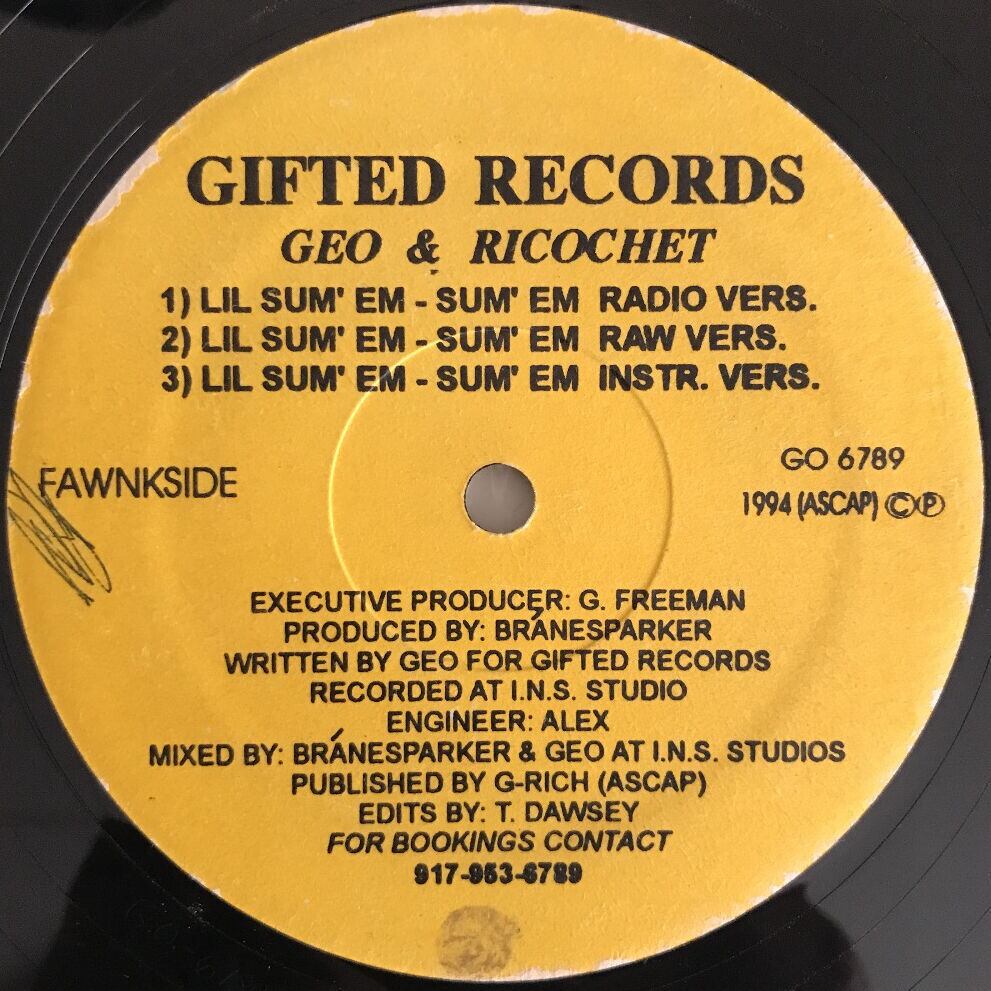 GIFTED RECORDS
GEO & RICOCHET
1) LIL SUM' EM - SUM' EM RADIO VERS.
2) LIL SUM' EM - SUM' EM RAW VERS.
3) LIL SUM' EM - SUM' EM INSTR. VERS.
FAWNKSIDE
GO 6789
1994 (ASCAP) ©℗
EXECUTIVE PRODUCER: G. FREEMAN
PRODUCED BY: BRÁNESPARKER
WRITTEN BY GEO FOR GIFTED RECORDS
RECORDED AT I.N.S. STUDIO
ENGINEER: ALEX
MIXED BY: BRÁNESPARKER & GEO AT I.N.S. STUDIOS
PUBLISHED BY G-RICH (ASCAP)
EDITS BY: T. DAWSEY
FOR BOOKINGS CONTACT
917-953-6789